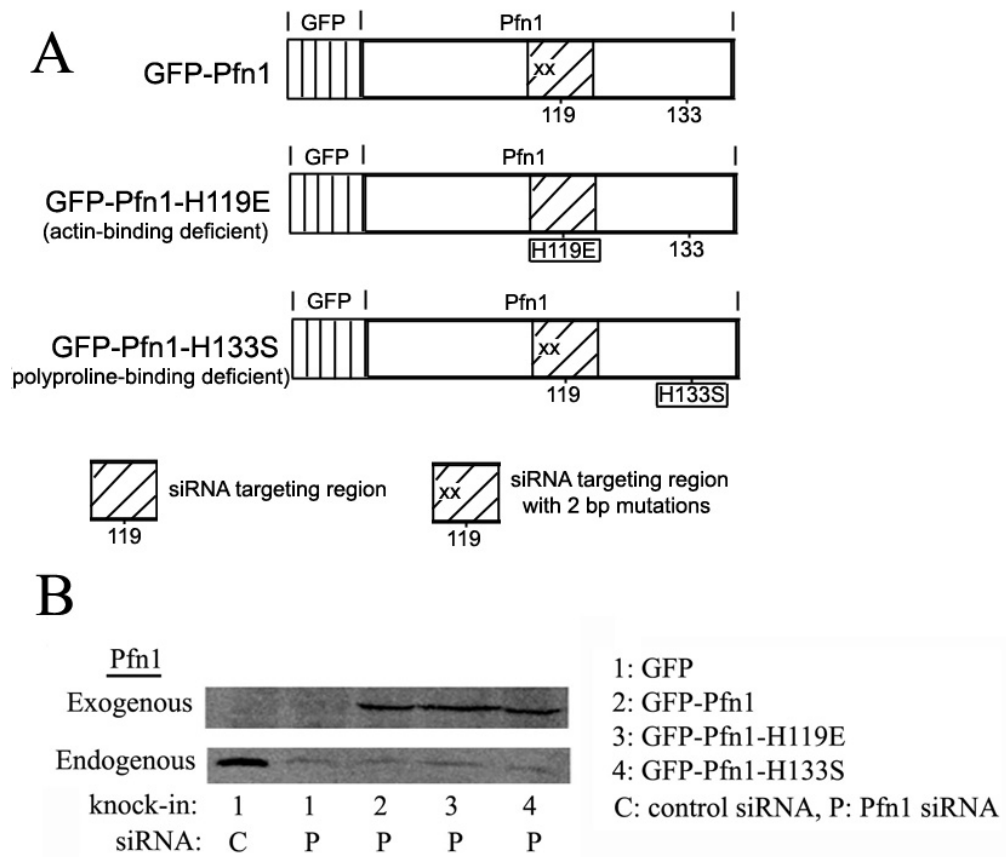 A
| GFP | Pfn1 |
GFP-Pfn1
xx
119 133
| GFP | Pfn1 |
GFP-Pfn1-H119E
(actin-binding deficient)
H119E 133
| GFP | Pfn1 |
GFP-Pfn1-H133S
(polyproline-binding deficient)
xx
119 H133S
siRNA targeting region
119
xx
siRNA targeting region
with 2 bp mutations
119
B
Pfn1
Exogenous
Endogenous
knock-in: 1 1 2 3 4
siRNA: C P P P P
1: GFP
2: GFP-Pfn1
3: GFP-Pfn1-H119E
4: GFP-Pfn1-H133S
C: control siRNA, P: Pfn1 siRNA